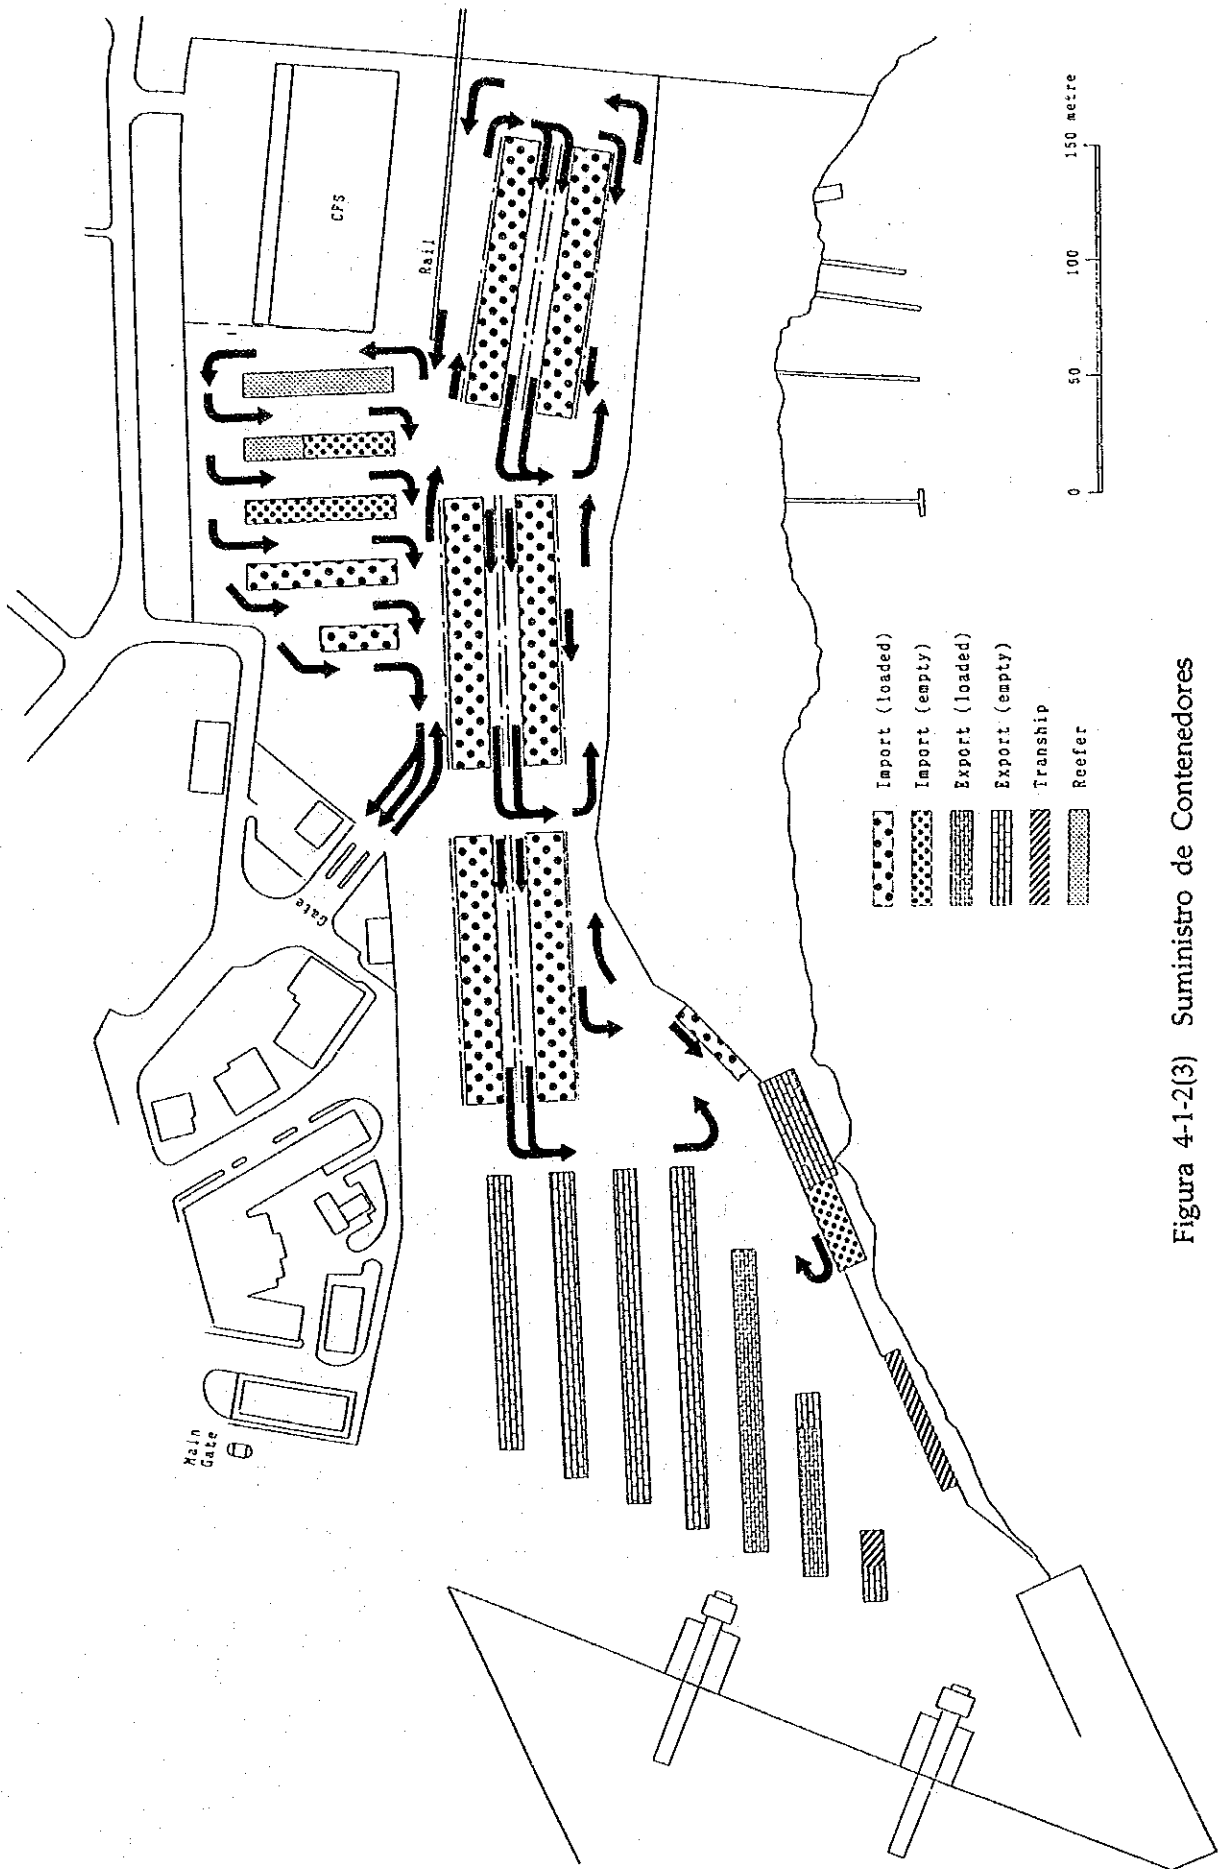 CFS
Rail
Gate
Main
Gate
0 50 100 150 metre
Import (loaded)
Import (empty)
Export (loaded)
Export (empty)
Tranship
Reefer
Figura 4-1-2(3) Suministro de Contenedores